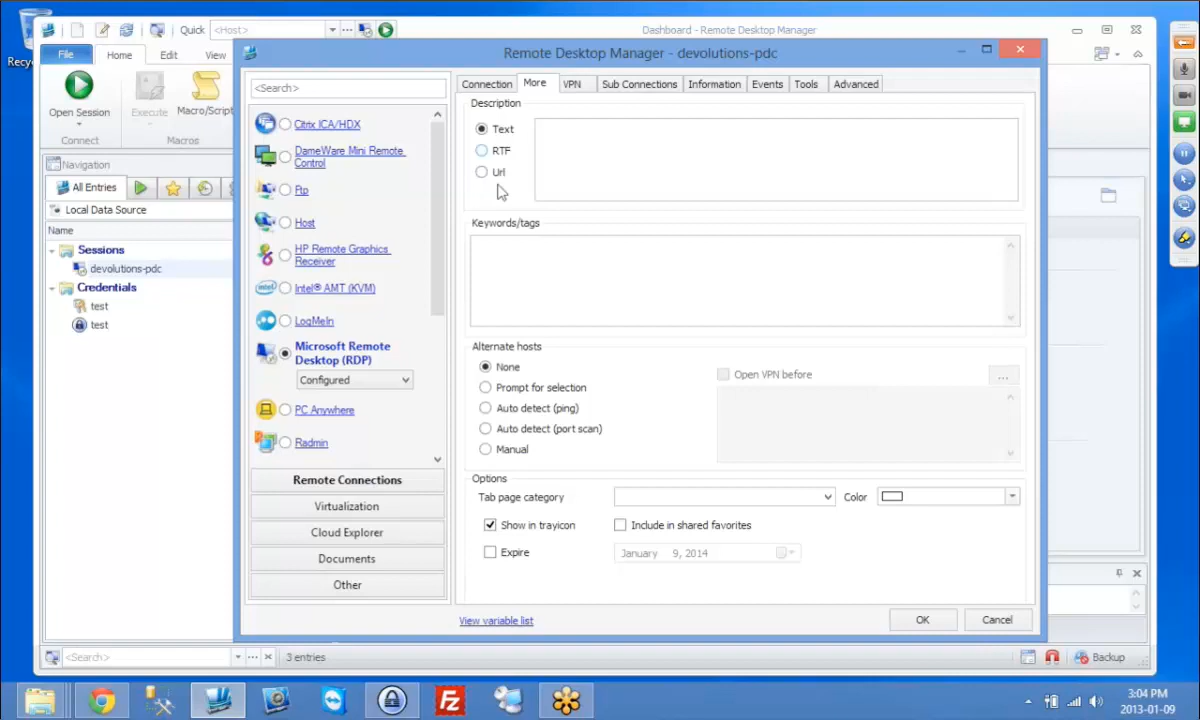 Recy
Quick <Host>
Dashboard - Remote Desktop Manager
File Home Edit View
Open Session
Execute
Macro/Script
Connect
Macros
Navigation
All Entries
Local Data Source
Name
Sessions
devolutions-pdc
Credentials
test
test
<Search>
3 entries
Backup
Remote Desktop Manager - devolutions-pdc
<Search>
Citrix ICA/HDX
DameWare Mini Remote
Control
Ftp
Host
HP Remote Graphics
Receiver
intel
Intel® AMT (KVM)
LogMeIn
Microsoft Remote
Desktop (RDP)
Configured
PC Anywhere
Radmin
Remote Connections
Virtualization
Cloud Explorer
Documents
Other
Connection More VPN Sub Connections Information Events Tools Advanced
Description
Text
RTF
Url
Keywords/tags
Alternate hosts
None
Prompt for selection
Auto detect (ping)
Auto detect (port scan)
Manual
Open VPN before
...
Options
Tab page category
Color
Show in trayicon
Include in shared favorites
Expire
January 9, 2014
View variable list
OK
Cancel
Fz
3:04 PM
2013-01-09